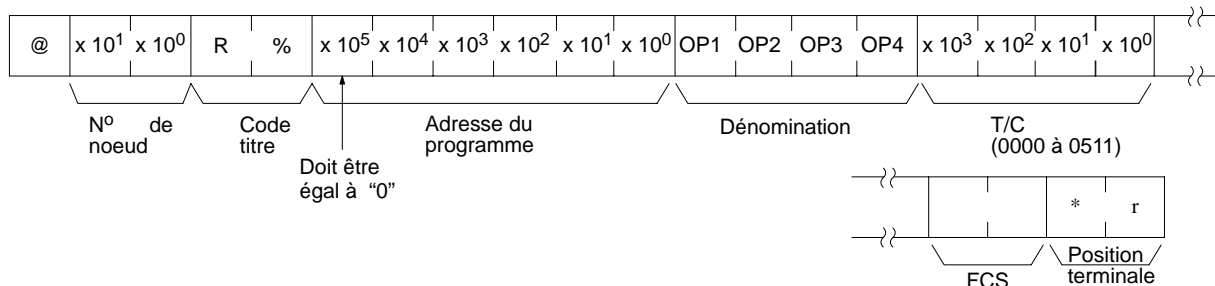 @ x 10¹ x 10⁰ R % x 10⁵ x 10⁴ x 10³ x 10² x 10¹ x 10⁰ OP1 OP2 OP3 OP4 x 10³ x 10² x 10¹ x 10⁰
Nº de noeud
Code titre
Doit être égal à “0”
Adresse du programme
Dénomination
T/C
(0000 à 0511)
* r
FCS
Position terminale